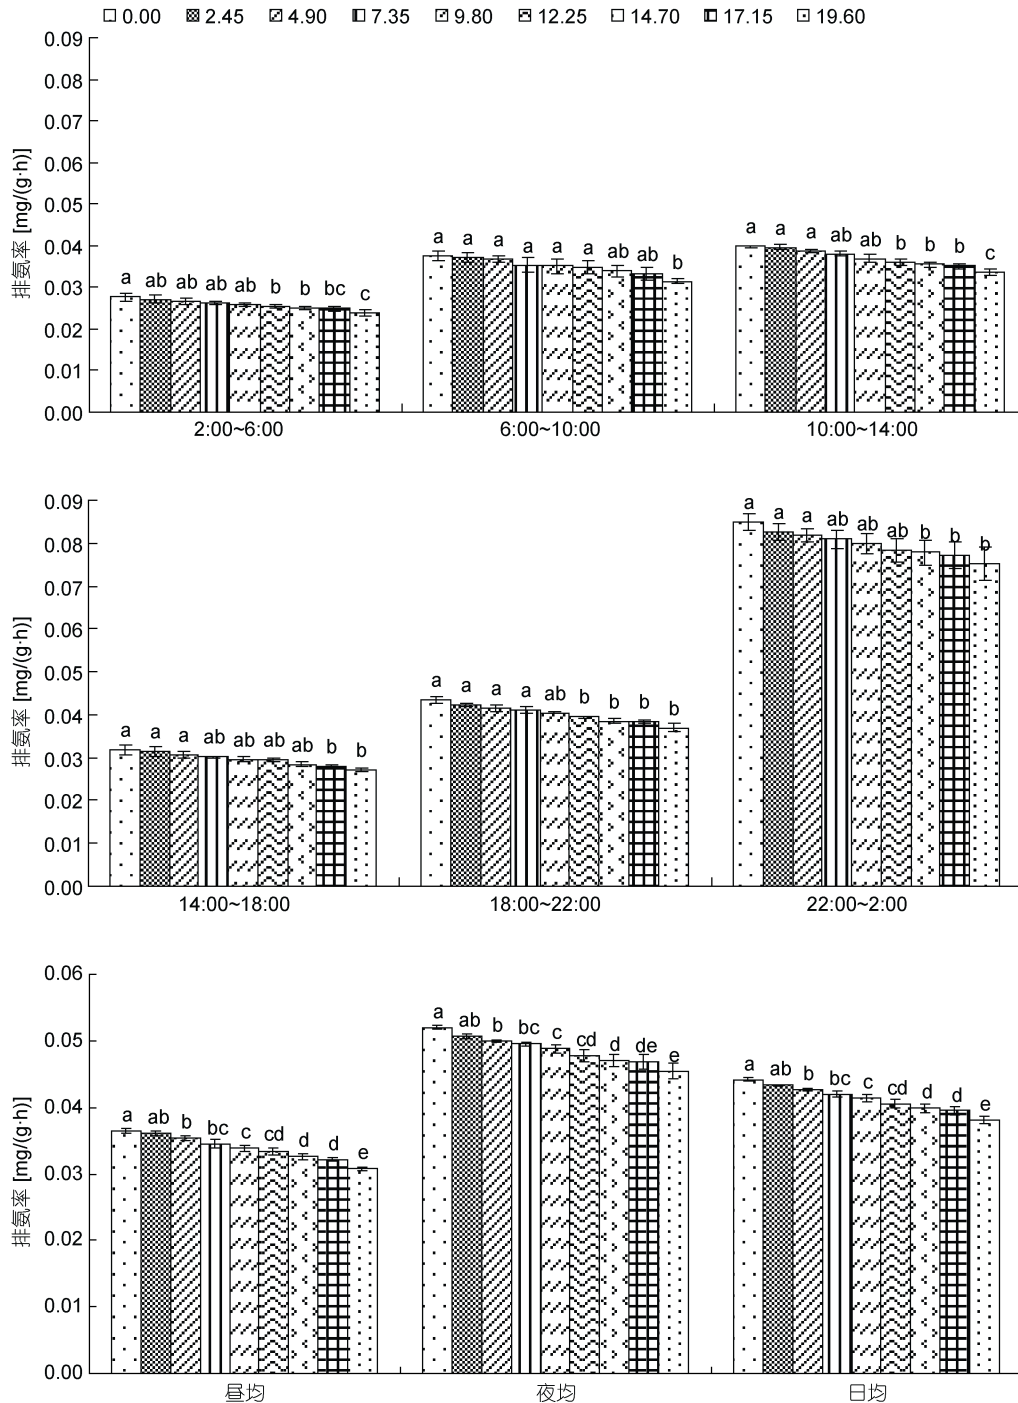 0.00 2.45 4.90 7.35 9.80 12.25 14.70 17.15 19.60
排氨率 [mg/(g·h)]
0.09
0.08
0.07
0.06
0.05
0.04
0.03
0.02
0.01
0.00
a ab ab ab ab b b bc c
a a a a a a ab ab b
a a a ab ab b b b c
2:00~6:00 6:00~10:00 10:00~14:00
排氨率 [mg/(g·h)]
0.09
0.08
0.07
0.06
0.05
0.04
0.03
0.02
0.01
0.00
a a a ab ab ab ab b b
a a a a ab b b b b
a a a ab ab ab b b b
14:00~18:00 18:00~22:00 22:00~2:00
排氨率 [mg/(g·h)]
0.06
0.05
0.04
0.03
0.02
0.01
0.00
a ab b bc c cd d d e
a ab b bc c cd d de e
a ab b bc c cd d d e
昼均 夜均 日均